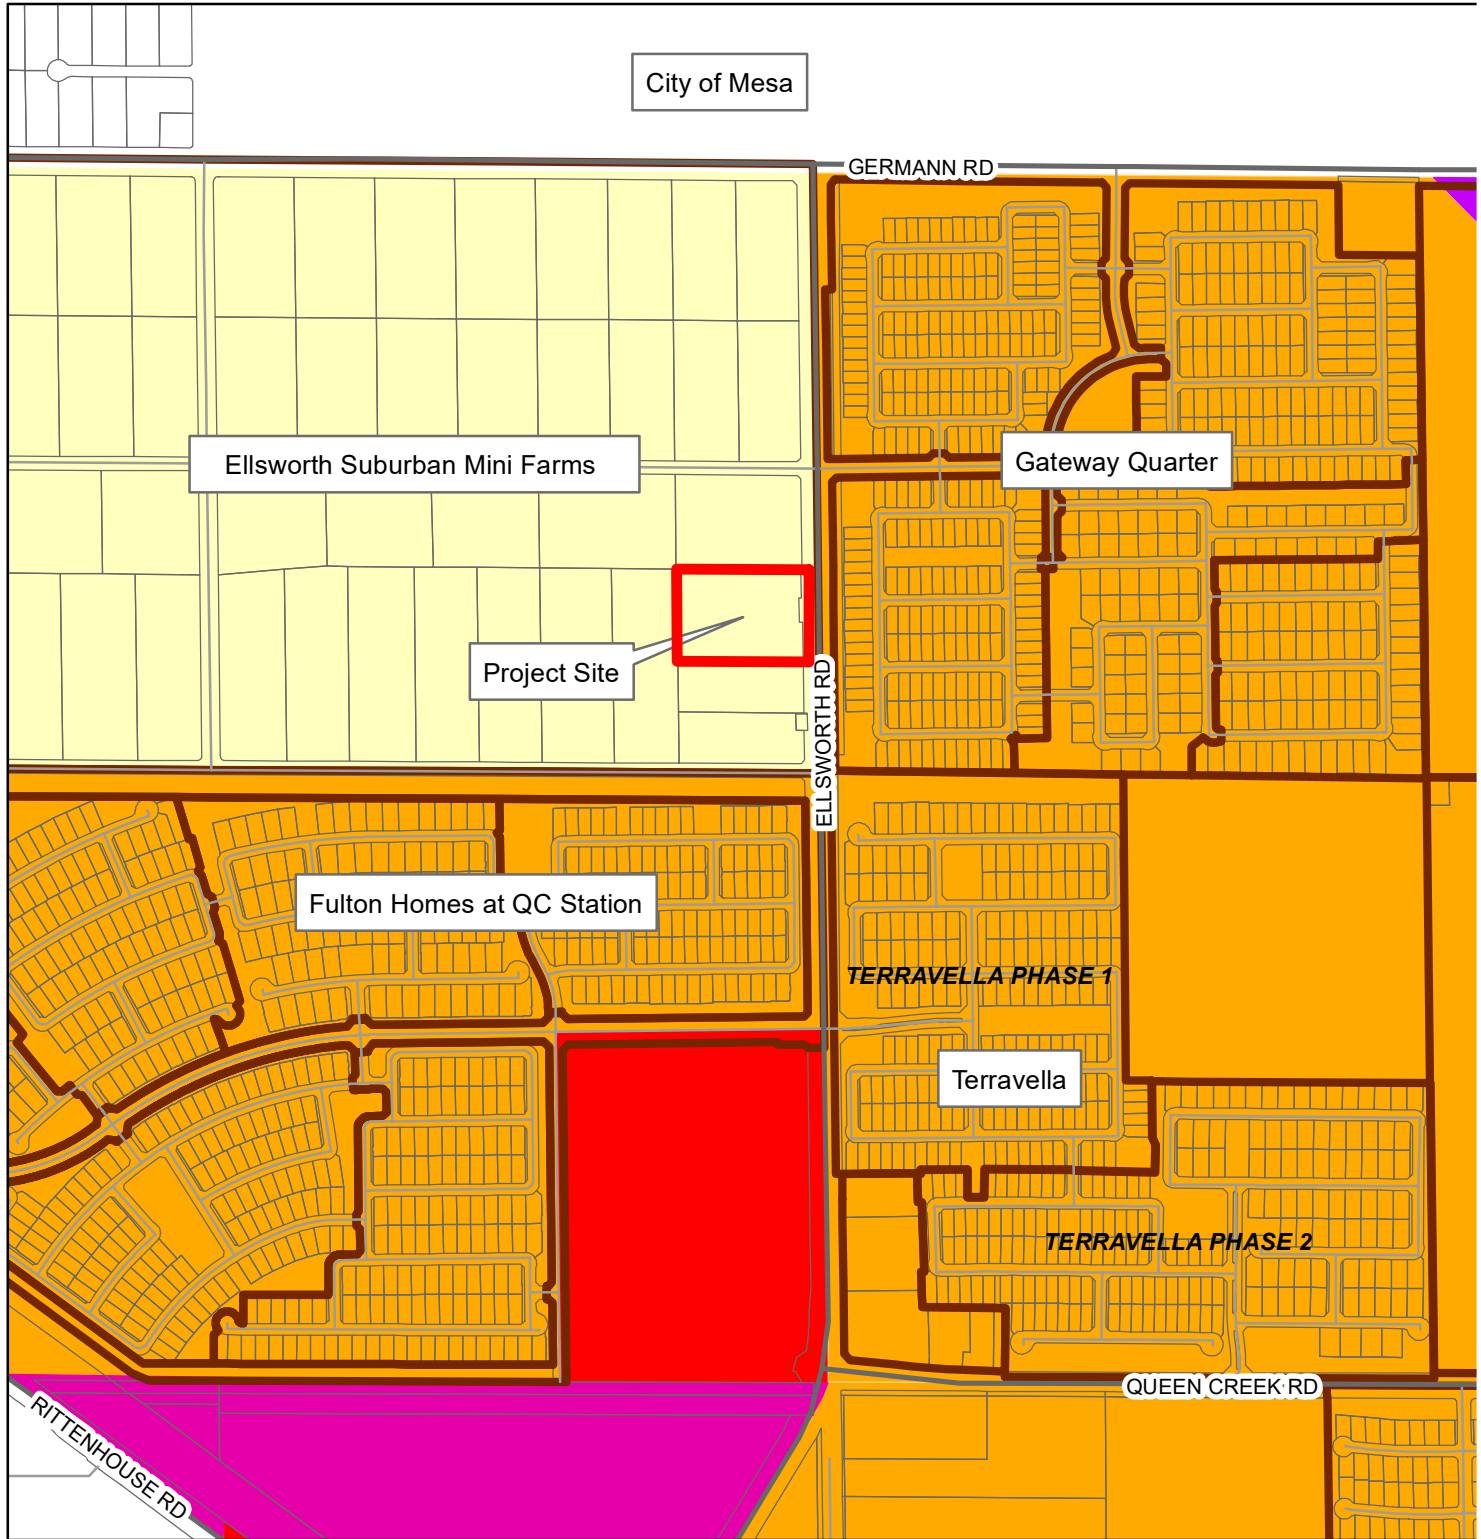 City of Mesa
GERMANN RD
Ellsworth Suburban Mini Farms
Gateway Quarter
Project Site
ELLSWORTH RD
Fulton Homes at QC Station
TERRAVELLA PHASE 1
Terravella
TERRAVELLA PHASE 2
QUEEN CREEK RD
RITTENHOUSE RD